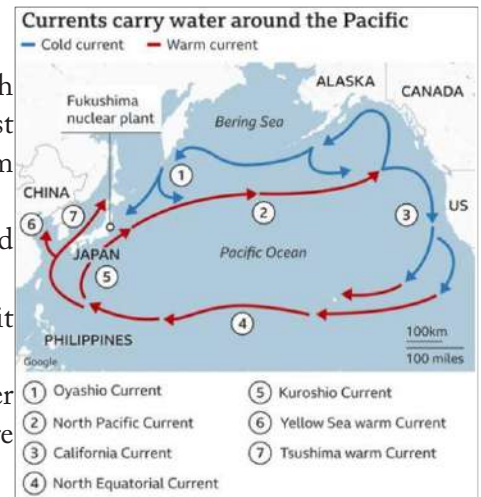 Currents carry water around the Pacific
Cold current
Warm current
ALASKA
CANADA
Fukushima
nuclear plant
Bering Sea
1
CHINA
7
6
2
3
US
JAPAN
5
Pacific Ocean
4
PHILIPPINES
Google
100km
100 miles
1 Oyashio Current
2 North Pacific Current
3 California Current
4 North Equatorial Current
5 Kuroshio Current
6 Yellow Sea warm Current
7 Tsushima warm Current
it